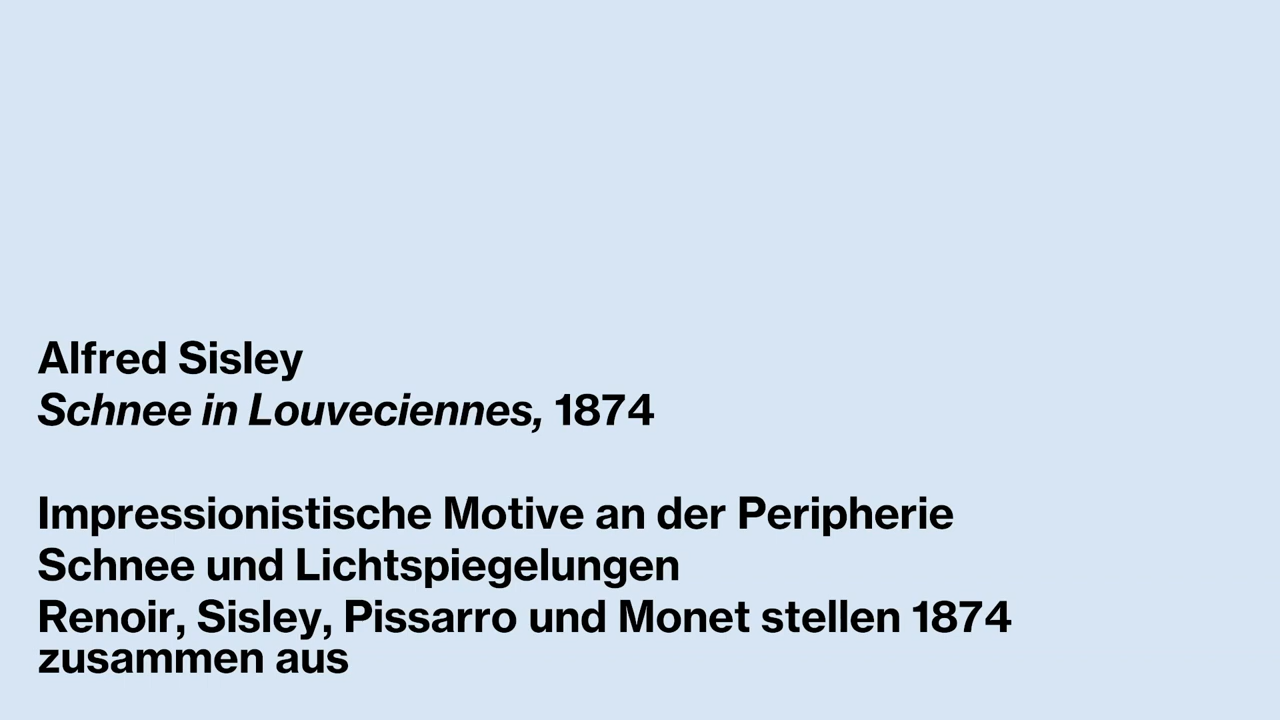 Alfred Sisley
Schnee in Louveciennes, 1874
Impressionistische Motive an der Peripherie
Schnee und Lichtspiegelungen
Renoir, Sisley, Pissarro und Monet stellen 1874
zusammen aus